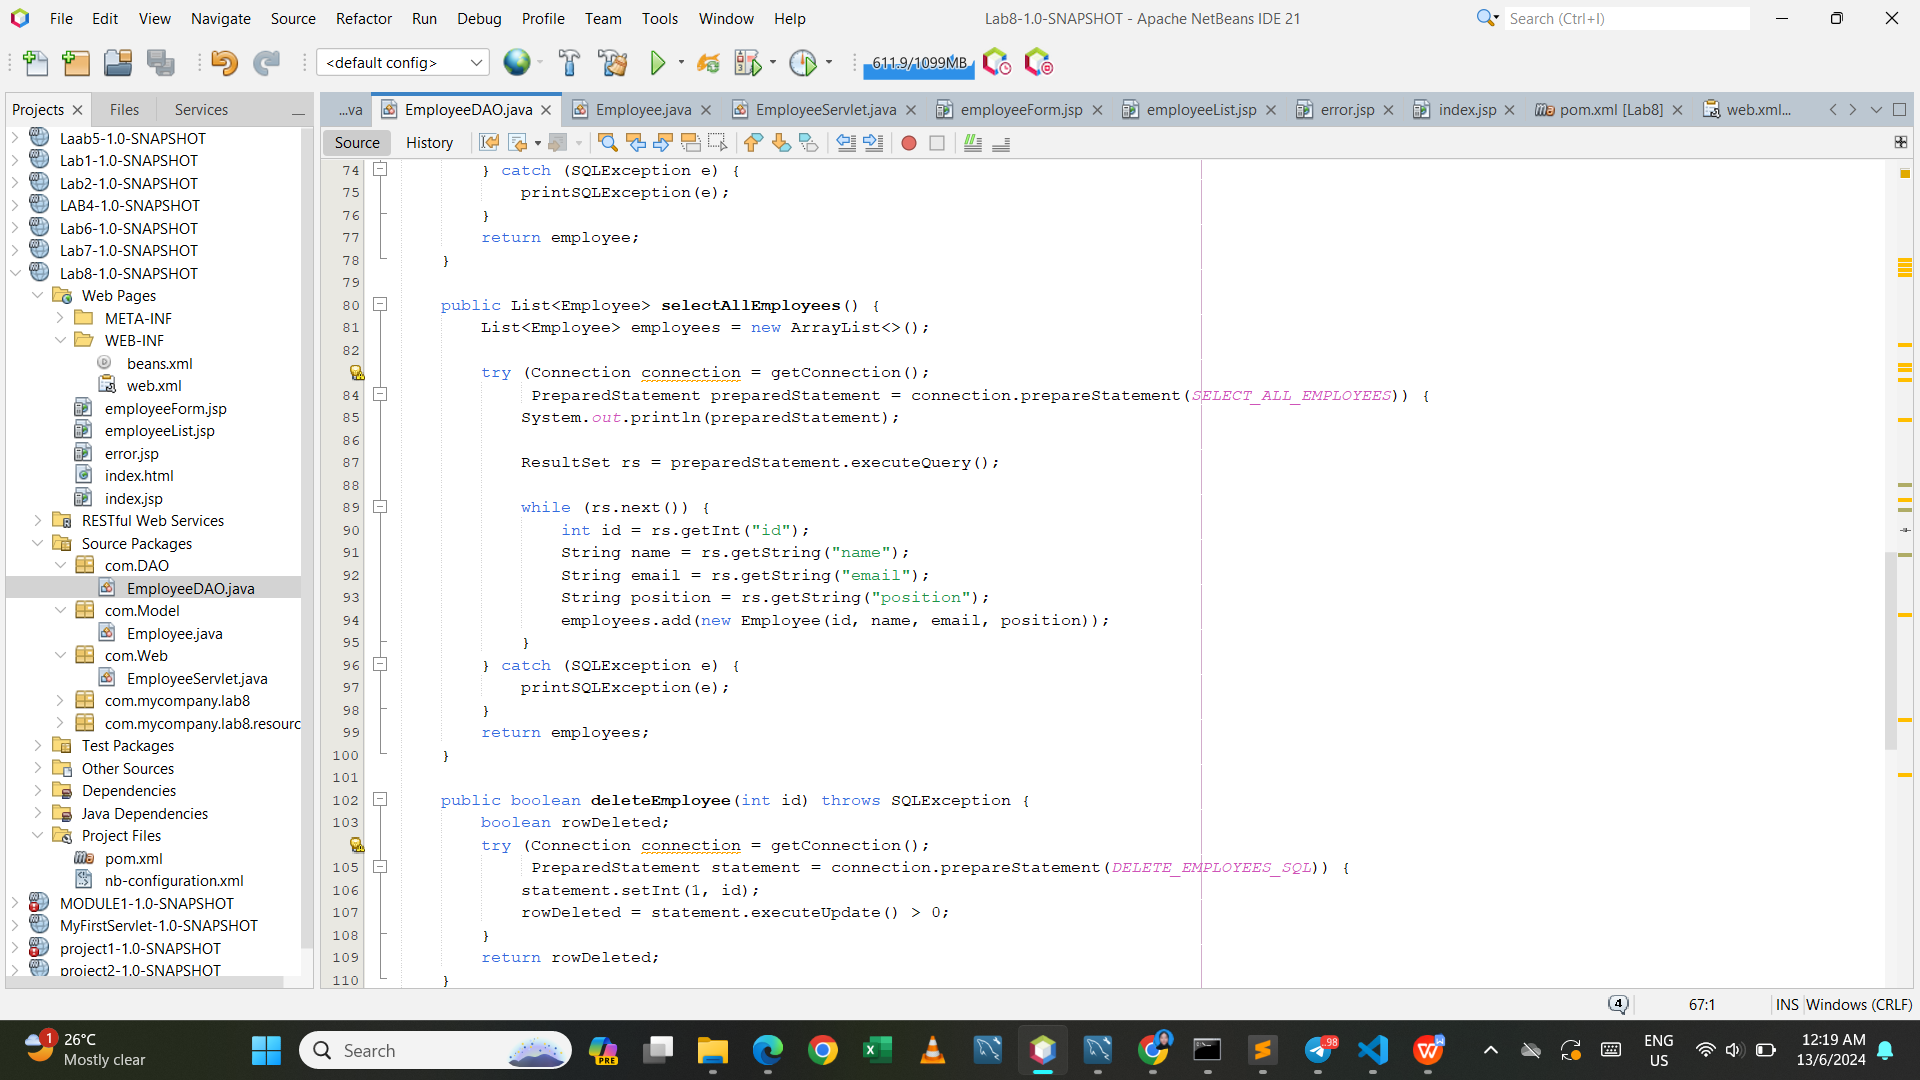 File Edit View Navigate Source Refactor Run Debug Profile Team Tools Window Help
Lab8-1.0-SNAPSHOT - Apache NetBeans IDE 21
Search (Ctrl+I)
<default config>
611.9/1099MB
Projects Files Services
...va EmployeeDAO.java Employee.java EmployeeServlet.java employeeForm.jsp employeeList.jsp error.jsp index.jsp pom.xml [Lab8] web.xml...
Source History
Laab5-1.0-SNAPSHOT
Lab1-1.0-SNAPSHOT
Lab2-1.0-SNAPSHOT
LAB4-1.0-SNAPSHOT
Lab6-1.0-SNAPSHOT
Lab7-1.0-SNAPSHOT
Lab8-1.0-SNAPSHOT
Web Pages
META-INF
WEB-INF
beans.xml
web.xml
employeeForm.jsp
employeeList.jsp
error.jsp
index.html
index.jsp
RESTful Web Services
Source Packages
com.DAO
EmployeeDAO.java
com.Model
Employee.java
com.Web
EmployeeServlet.java
com.mycompany.lab8
com.mycompany.lab8.resourc
Test Packages
Other Sources
Dependencies
Java Dependencies
Project Files
pom.xml
nb-configuration.xml
MODULE1-1.0-SNAPSHOT
MyFirstServlet-1.0-SNAPSHOT
project1-1.0-SNAPSHOT
project2-1.0-SNAPSHOT
74 } catch (SQLException e) {
75 printSQLException(e);
76 }
77 return employee;
78 }
79
80 public List<Employee> selectAllEmployees() {
81 List<Employee> employees = new ArrayList<>();
82
try (Connection connection = getConnection();
84 PreparedStatement preparedStatement = connection.prepareStatement(SELECT_ALL_EMPLOYEES)) {
85 System.out.println(preparedStatement);
86
87 ResultSet rs = preparedStatement.executeQuery();
88
89 while (rs.next()) {
90 int id = rs.getInt("id");
91 String name = rs.getString("name");
92 String email = rs.getString("email");
93 String position = rs.getString("position");
94 employees.add(new Employee(id, name, email, position));
95 }
96 } catch (SQLException e) {
97 printSQLException(e);
98 }
99 return employees;
100 }
101
102 public boolean deleteEmployee(int id) throws SQLException {
103 boolean rowDeleted;
try (Connection connection = getConnection();
105 PreparedStatement statement = connection.prepareStatement(DELETE_EMPLOYEES_SQL)) {
106 statement.setInt(1, id);
107 rowDeleted = statement.executeUpdate() > 0;
108 }
109 return rowDeleted;
110 }
4 67:1 INS Windows (CRLF)
1 26°C
Mostly clear
Search
PRE
98
ENG
US
12:19 AM
13/6/2024